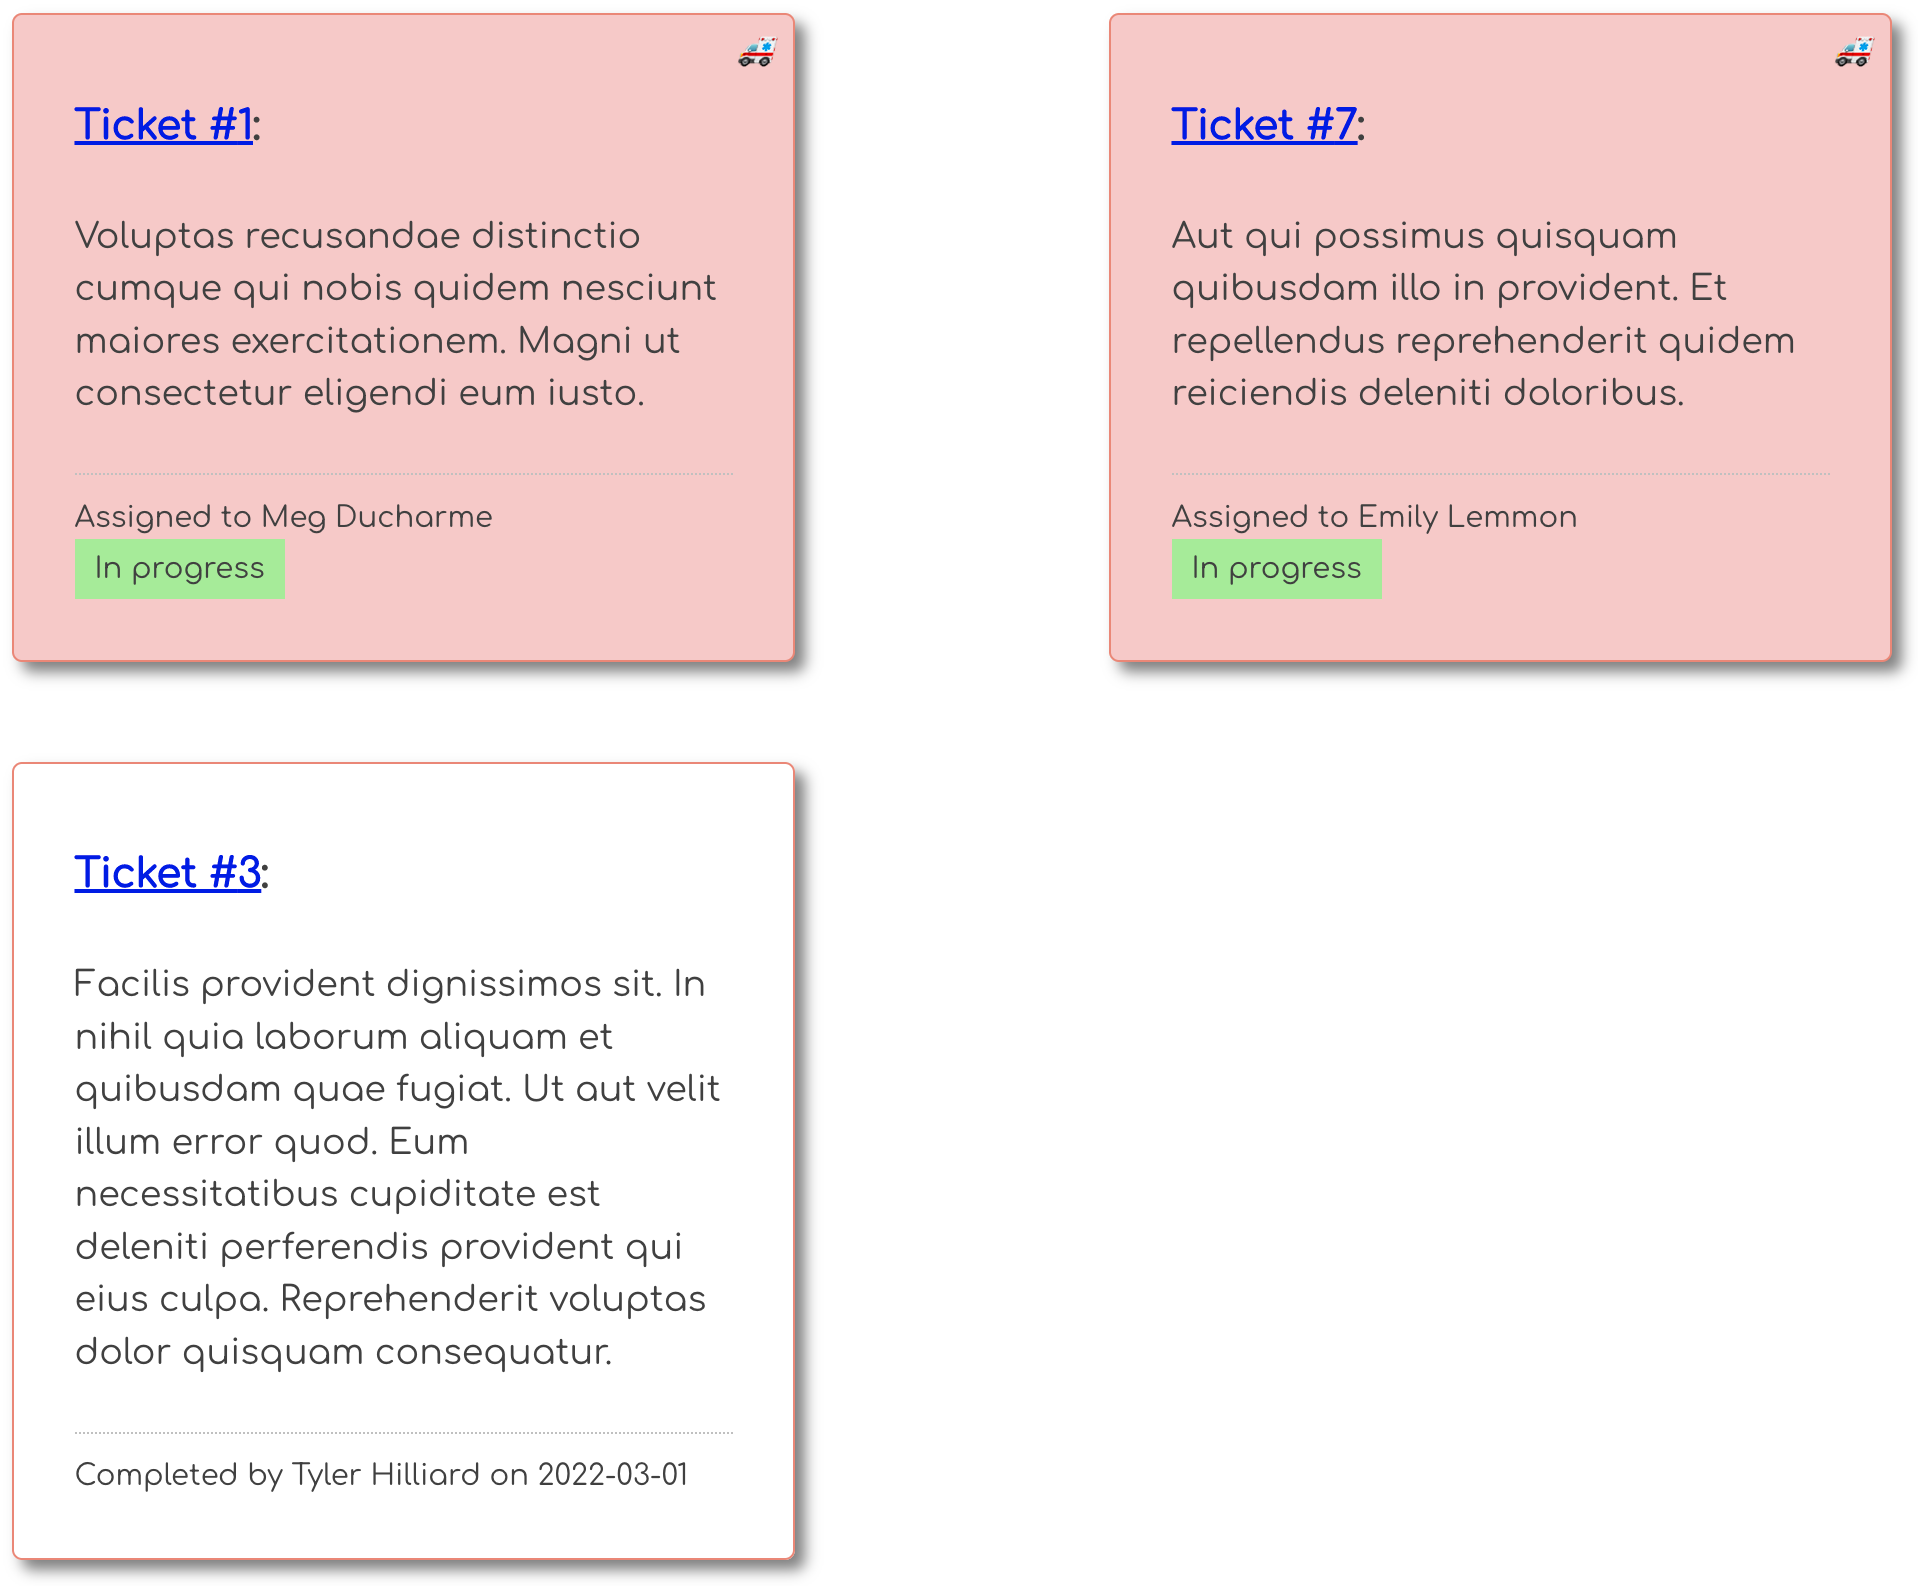 Ticket #1:
Voluptas recusandae distinctio
cumque qui nobis quidem nesciunt
maiores exercitationem. Magni ut
consectetur eligendi eum iusto.
Assigned to Meg Ducharme
In progress
Ticket #7:
Aut qui possimus quisquam
quibusdam illo in provident. Et
repellendus reprehenderit quidem
reiciendis deleniti doloribus.
Assigned to Emily Lemmon
In progress
Ticket #3:
Facilis provident dignissimos sit. In
nihil quia laborum aliquam et
quibusdam quae fugiat. Ut aut velit
illum error quod. Eum
necessitatibus cupiditate est
deleniti perferendis provident qui
eius culpa. Reprehenderit voluptas
dolor quisquam consequatur.
Completed by Tyler Hilliard on 2022-03-01